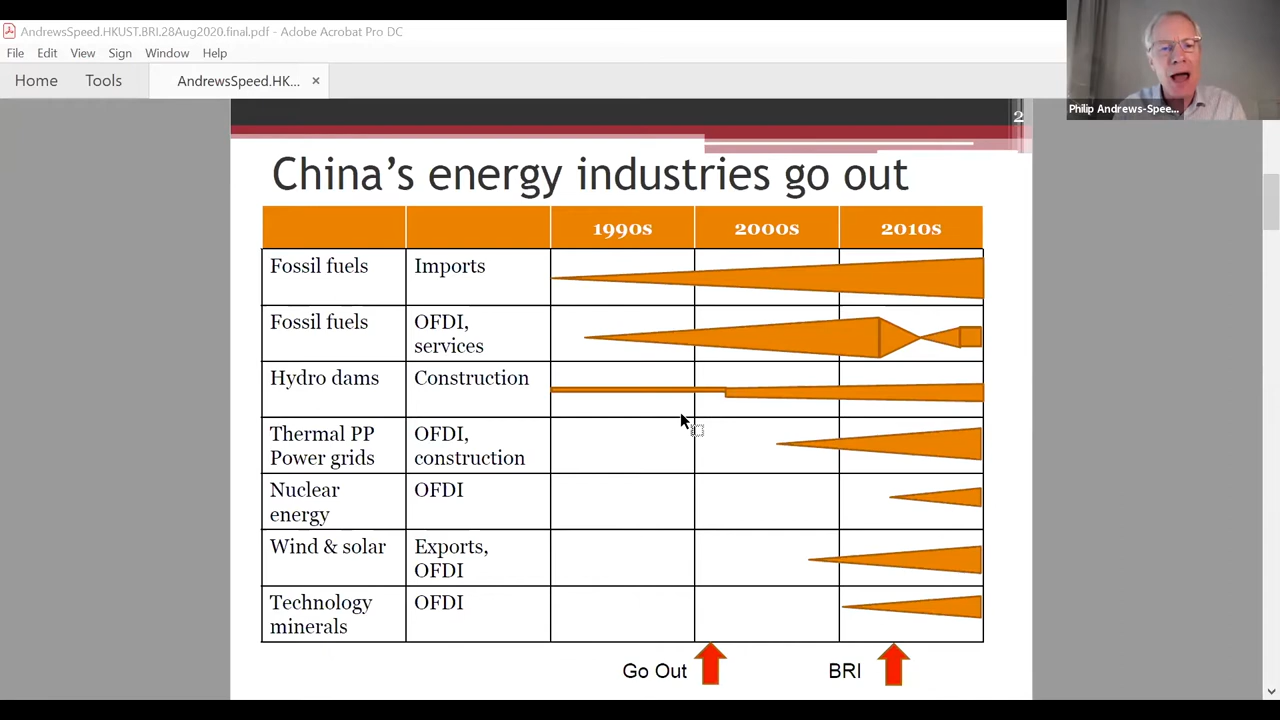 AndrewsSpeed.HKUST.BRI.28Aug2020.final.pdf - Adobe Acrobat Pro DC
File Edit View Sign Window Help
Home Tools AndrewsSpeed.HK... ×
Philip Andrews-Spee...
2
China's energy industries go out
1990s 2000s 2010s
Fossil fuels Imports
Fossil fuels OFDI,
services
Hydro dams Construction
Thermal PP OFDI,
Power grids construction
Nuclear OFDI
energy
Wind & solar Exports,
OFDI
Technology OFDI
minerals
Go Out BRI